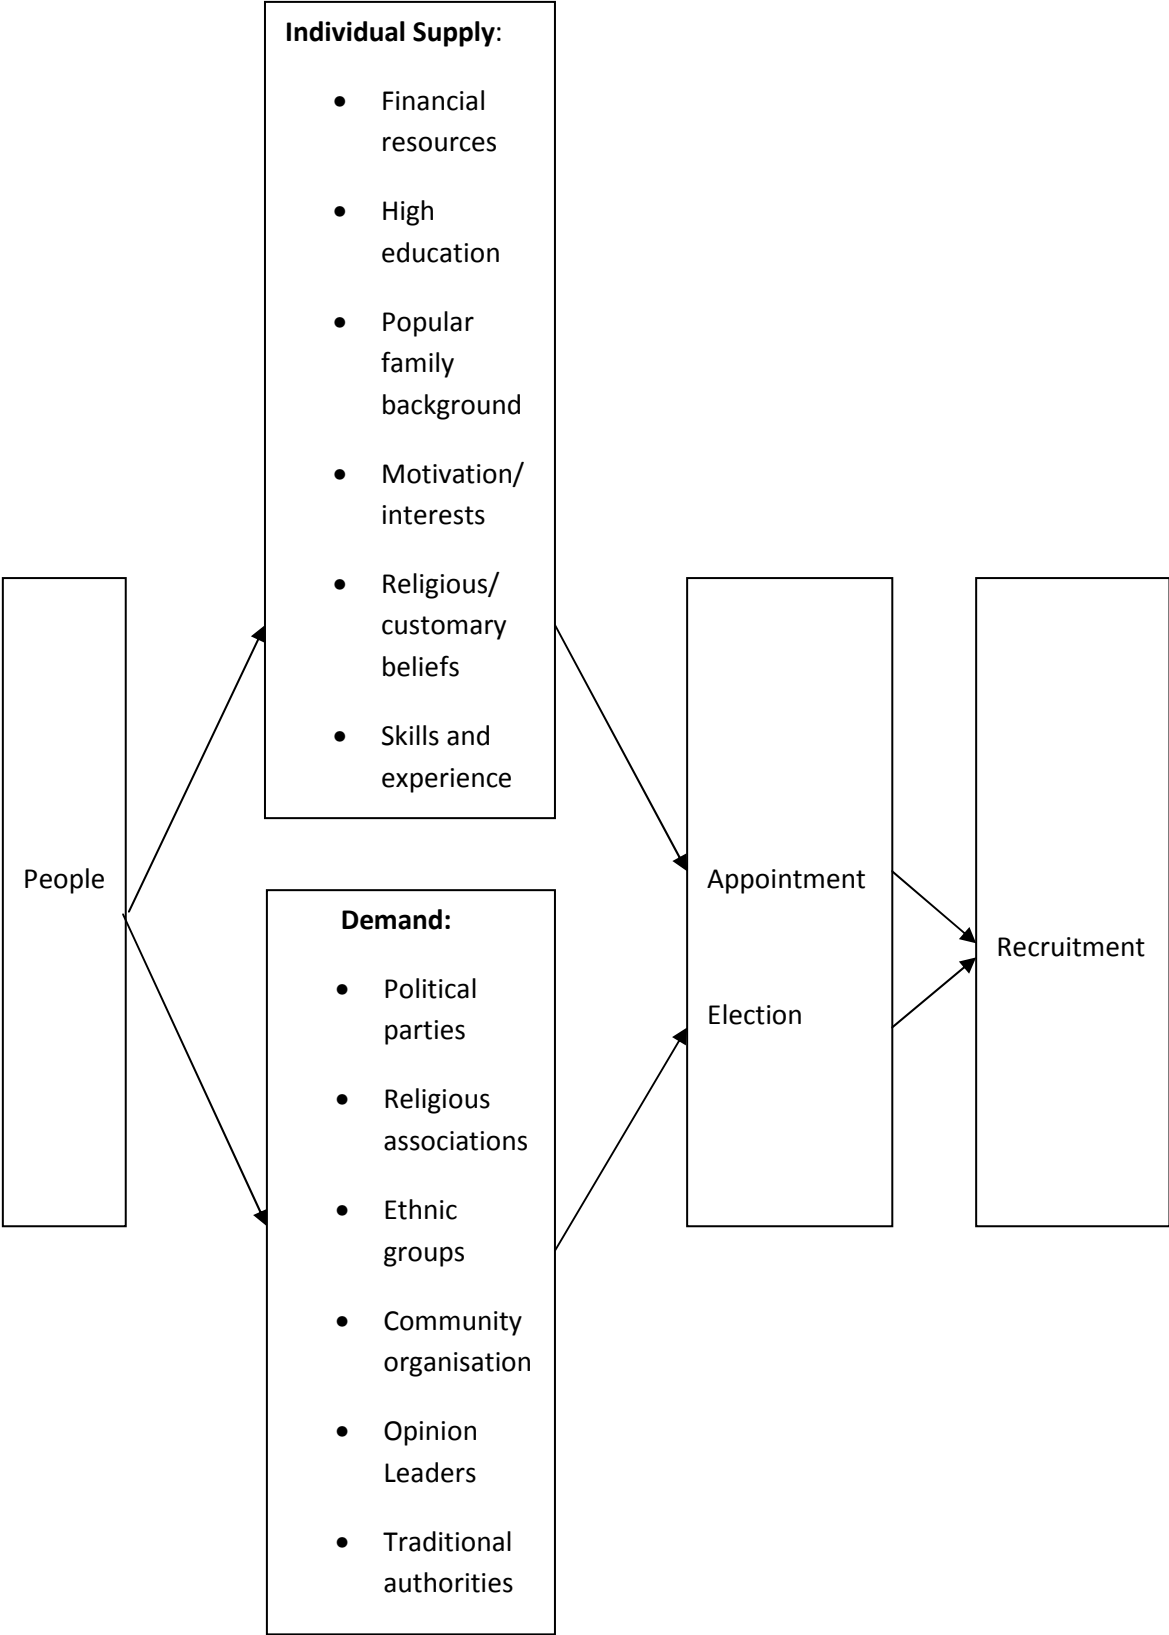 Individual Supply:
• Financial
resources
• High
education
• Popular
family
background
• Motivation/
interests
• Religious/
customary
beliefs
• Skills and
experience
People
Demand:
• Political
parties
• Religious
associations
• Ethnic
groups
• Community
organisation
• Opinion
Leaders
• Traditional
authorities
Appointment
Election
Recruitment